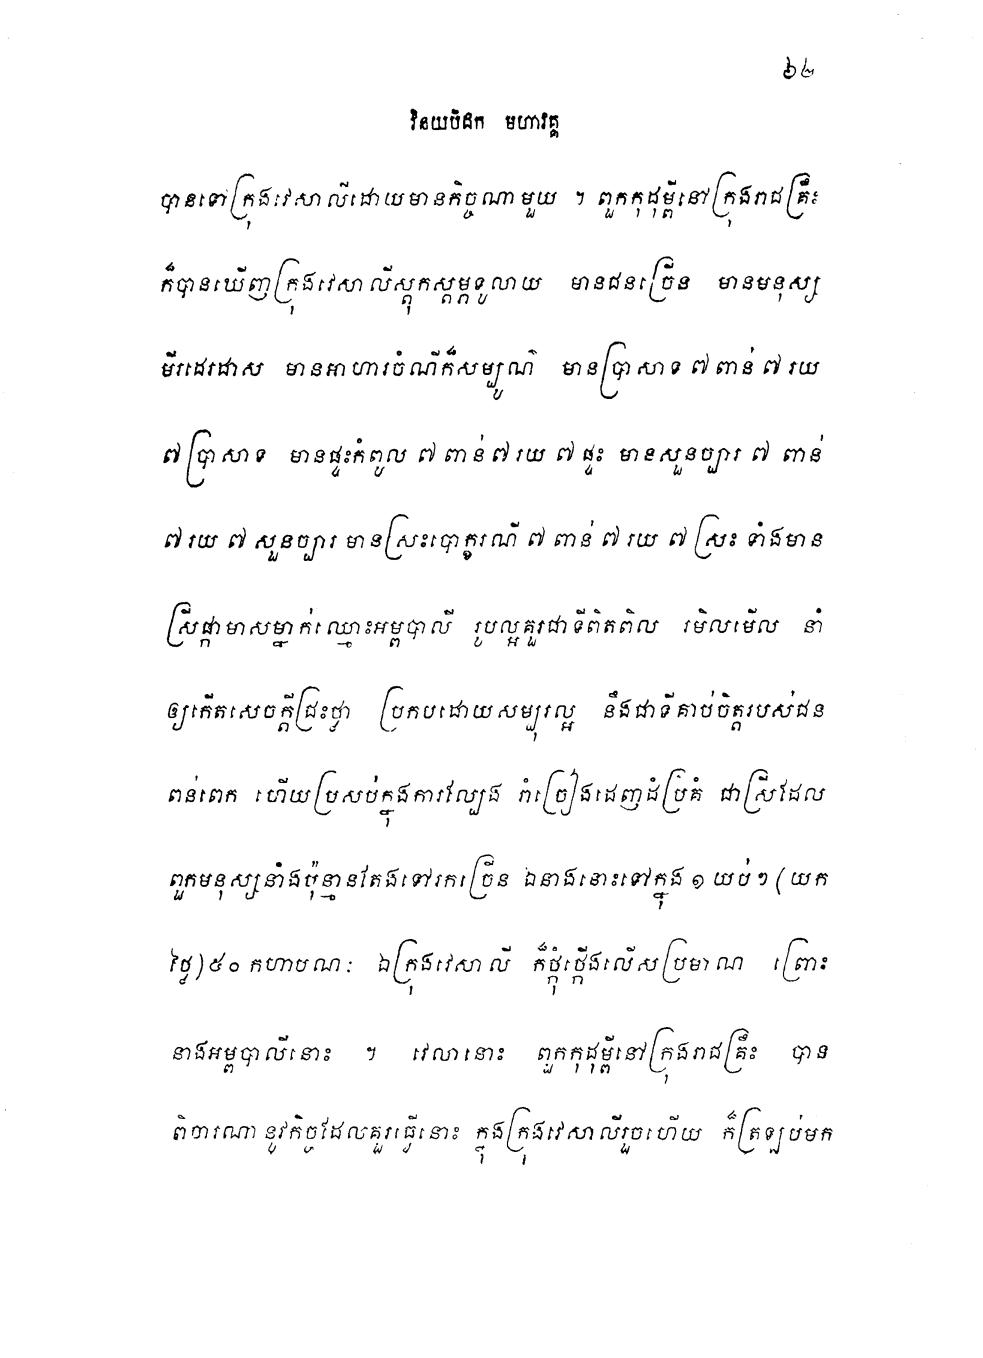 ៦២
វិនយបិដក មហាវគ្គ
បានទៅក្រុងវេសាលីដោយមានកិច្ចណាមួយ ។ ពួកកុដុម្ពីនៅក្រុងរាជគ្រឹះ
ក៏បានឃើញក្រុងវេសាលីស្តុកស្តម្ភទូលាយ មានជនច្រើន មានមនុស្ស
មីរដេរដាស មានអាហារចំណីក៏សម្បូណ៌ មានប្រាសាទ ៧ ពាន់ ៧ រយ
៧ ប្រាសាទ មានផ្ទះកំពូល ៧ ពាន់ ៧ រយ ៧ ផ្ទះ មានសួនច្បារ ៧ ពាន់
៧ រយ ៧ សួនច្បារ មានស្រះបោក្ខរណី ៧ ពាន់ ៧ រយ ៧ ស្រះ ទាំងមាន
ស្រីផ្កាមាសម្នាក់ឈ្មោះអម្ពបាលី រូបល្អគួរជាទីពិតពិល រមិលមើល នាំ
ឲ្យកើតសេចក្តីជ្រះថ្លា ប្រកបដោយសម្បុរល្អ នឹងជាទីគាប់ចិត្តរបស់ជន
ពន់ពេក ហើយប្រសប់ក្នុងការល្បែង រាំច្រៀងដេញដំប្រគំ ជាស្រីដែល
ពួកមនុស្សទាំងប៉ុន្មានតែងទៅរកច្រើន ឯនាងនោះទៅក្នុង ១ យប់ៗ (យក
ថ្លៃ) ៥០ កហាបណៈ ឯក្រុងវេសាលី ក៏ថ្កុំថ្កើងលើសប្រមាណ ព្រោះ
នាងអម្ពបាលីនោះ ។ វេលានោះ ពួកកុដុម្ពីនៅក្រុងរាជគ្រឹះ បាន
ពិចារណានូវកិច្ចដែលគួរធ្វើនោះ ក្នុងក្រុងវេសាលីរួចហើយ ក៏ត្រឡប់មក